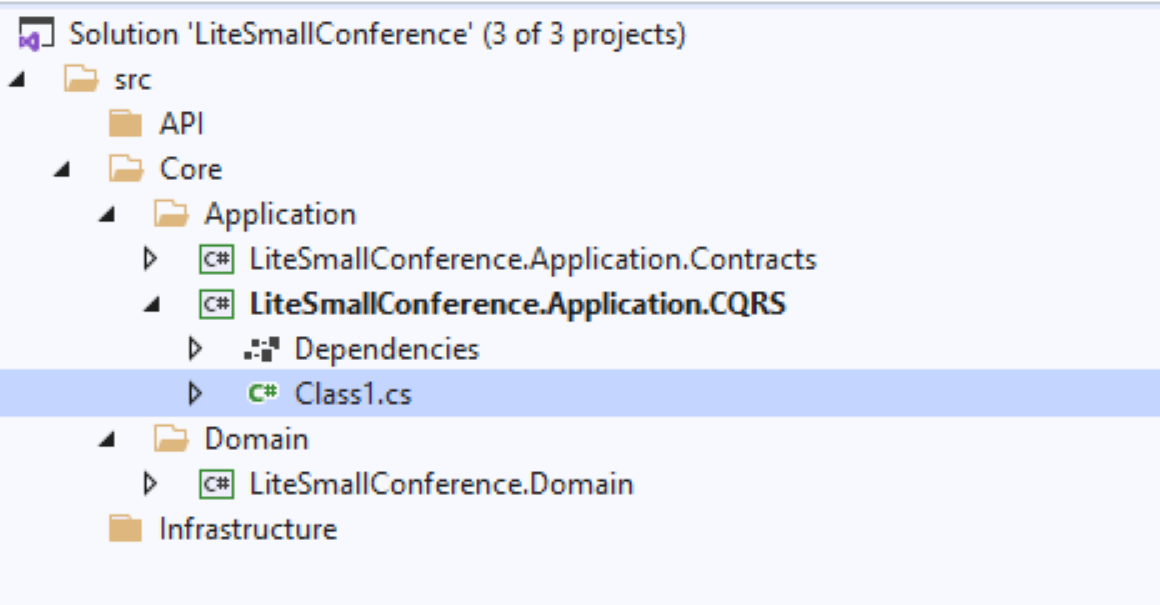 Solution 'LiteSmallConference' (3 of 3 projects)
src
API
Core
Application
C# LiteSmallConference.Application.Contracts
C# LiteSmallConference.Application.CQRS
Dependencies
C# Class1.cs
Domain
C# LiteSmallConference.Domain
Infrastructure